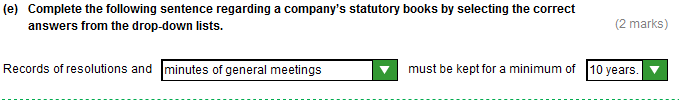 (e) Complete the following sentence regarding a company's statutory books by selecting the correct
answers from the drop-down lists. (2 marks)
Records of resolutions and minutes of general meetings must be kept for a minimum of 10 years.